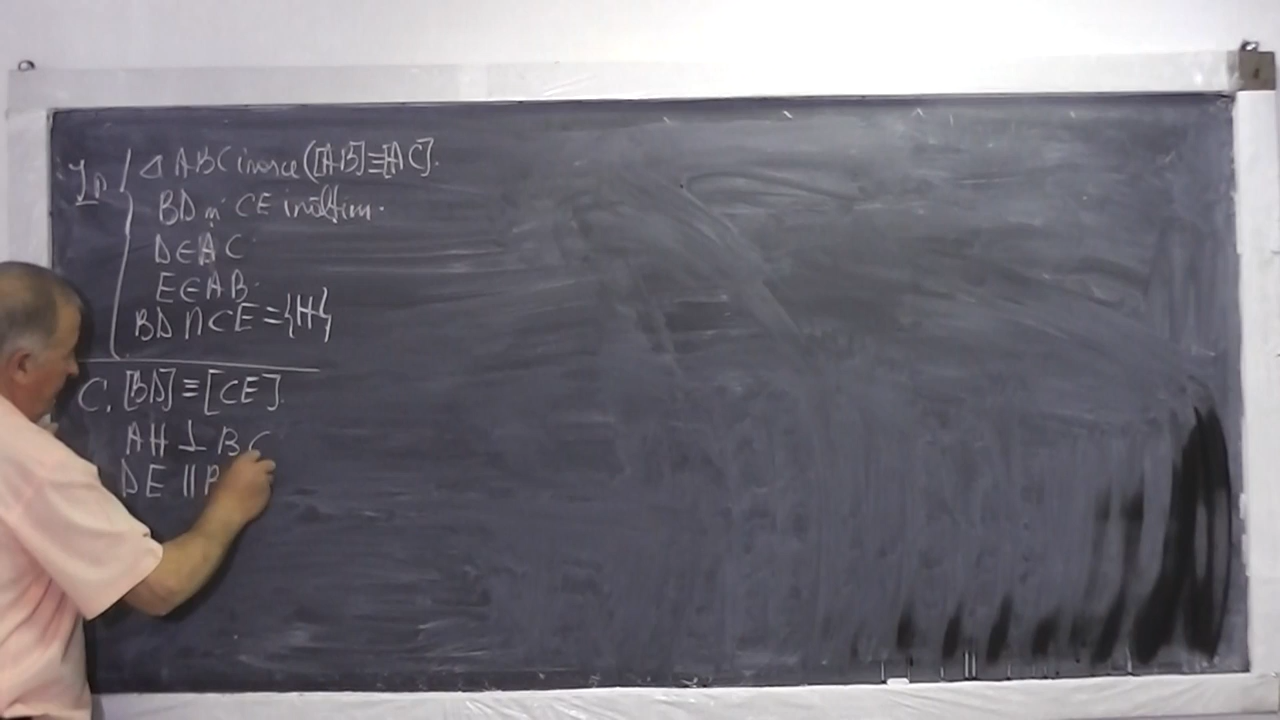 Ip △ABC isosc ([AB]≡[AC].
BD și CE înălțim.
D∈AC
E∈AB.
BD∩CE={H}
C. [BD]≡[CE].
AH ⊥ BC
DE || B